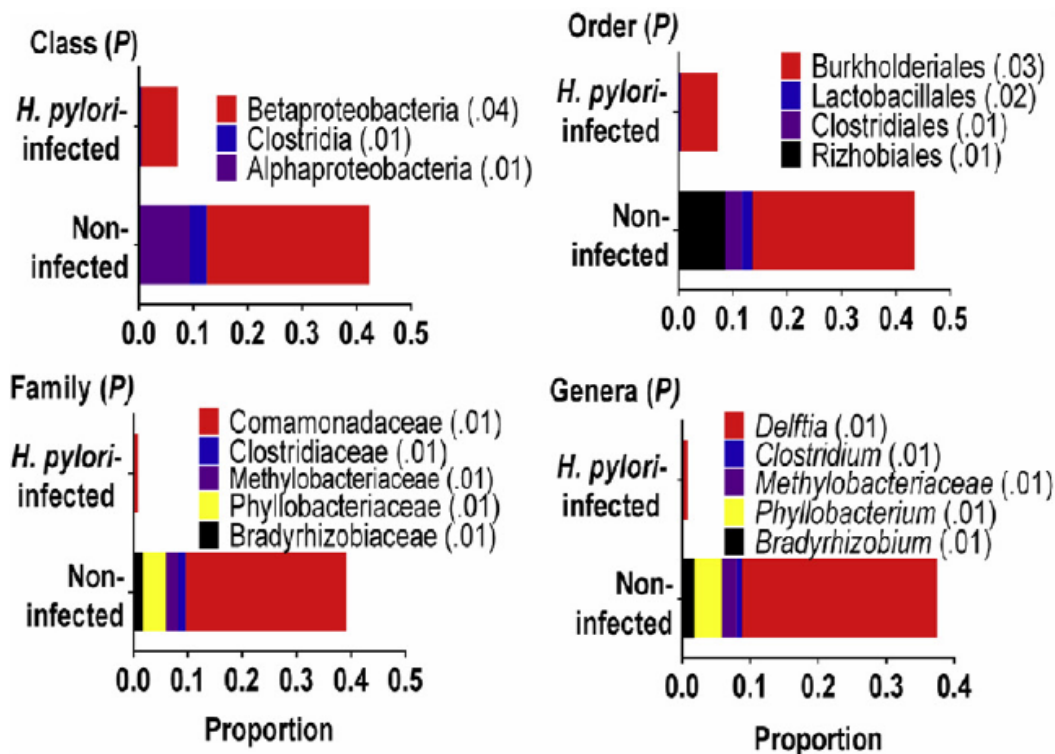 Class (P)
H. pylori-
infected
Non-
infected
Betaproteobacteria (.04)
Clostridia (.01)
Alphaproteobacteria (.01)
0.0 0.1 0.2 0.3 0.4 0.5
Order (P)
Burkholderiales (.03)
Lactobacillales (.02)
Clostridiales (.01)
Rizhobiales (.01)
H. pylori-
infected
Non-
infected
0.0 0.1 0.2 0.3 0.4 0.5
Family (P)
Comamonadaceae (.01)
Clostridiaceae (.01)
Methylobacteriaceae (.01)
Phyllobacteriaceae (.01)
Bradyrhizobiaceae (.01)
H. pylori-
infected
Non-
infected
0.0 0.1 0.2 0.3 0.4 0.5
Proportion
Genera (P)
Delftia (.01)
Clostridium (.01)
Methylobacteriaceae (.01)
Phyllobacterium (.01)
Bradyrhizobium (.01)
H. pylori-
infected
Non-
infected
0.0 0.1 0.2 0.3 0.4
Proportion